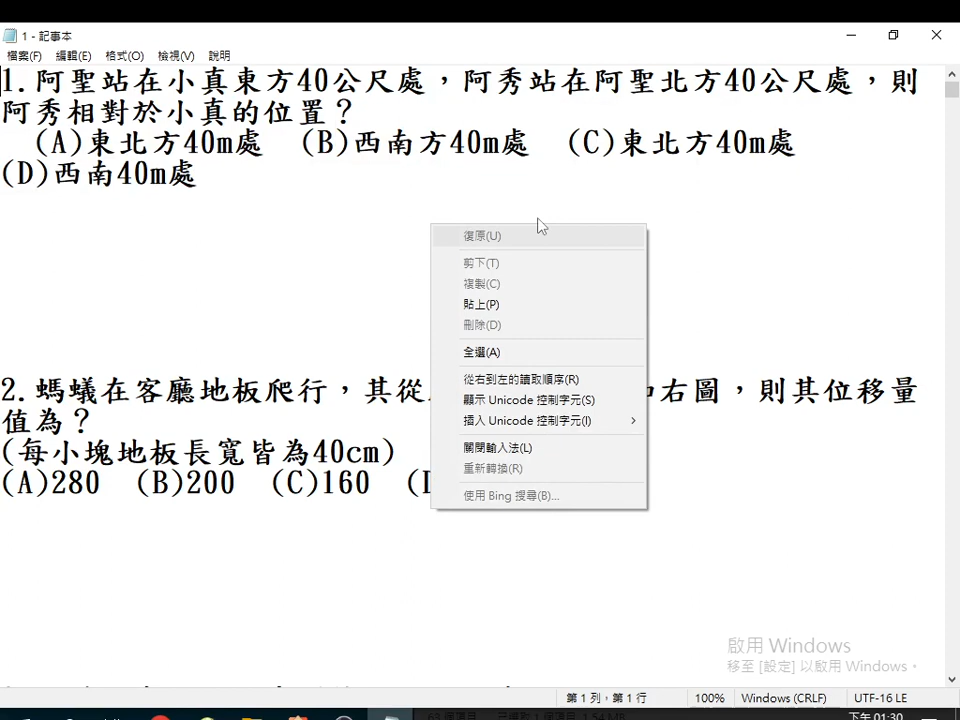 1 - 記事本
檔案(F) 編輯(E) 格式(O) 檢視(V) 說明
1.阿聖站在小真東方40公尺處，阿秀站在阿聖北方40公尺處，則
阿秀相對於小真的位置？
(A)東北方40m處 (B)西南方40m處 (C)東北方40m處
(D)西南40m處
復原(U)
剪下(T)
複製(C)
貼上(P)
刪除(D)
全選(A)
從右到左的讀取順序(R)
顯示 Unicode 控制字元(S)
插入 Unicode 控制字元(I)
關閉輸入法(L)
重新轉換(R)
使用 Bing 搜尋(B)...
2.螞蟻在客廳地板爬行，其從 右圖，則其位移量
值為？
(每小塊地板長寬皆為40cm)
(A)280 (B)200 (C)160
啟用 Windows
移至 [設定] 以啟用 Windows。
第 1 列，第 1 行 100% Windows (CRLF) UTF-16 LE
下午 01:30